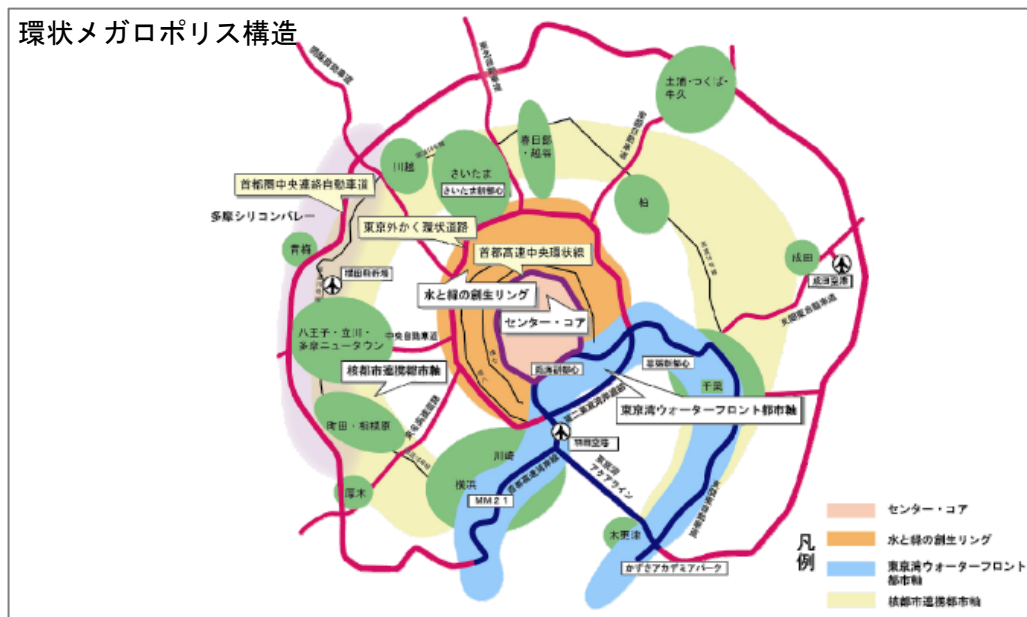 環状メガロポリス構造
土浦・つくば・
牛久
春日部
・越谷
川越
さいたま
さいたま新都心
首都圏中央連絡自動車道
多摩シリコンバレー
柏
東京外かく環状道路
青梅
首都高速中央環状線
成田
成田空港
横田飛行場
水と緑の創生リング
センター・コア
八王子・立川・
多摩ニュータウン
中央自動車道
臨海副都心
幕張新都心
核都市連携都市軸
千葉
東京湾ウォーターフロント都市軸
町田・相模原
羽田空港
川崎
横浜
東京湾
アクアライン
厚木
MM21
木更津
かずさアカデミアパーク
凡例
センター・コア
水と緑の創生リング
東京湾ウォーターフロント
都市軸
核都市連携都市軸